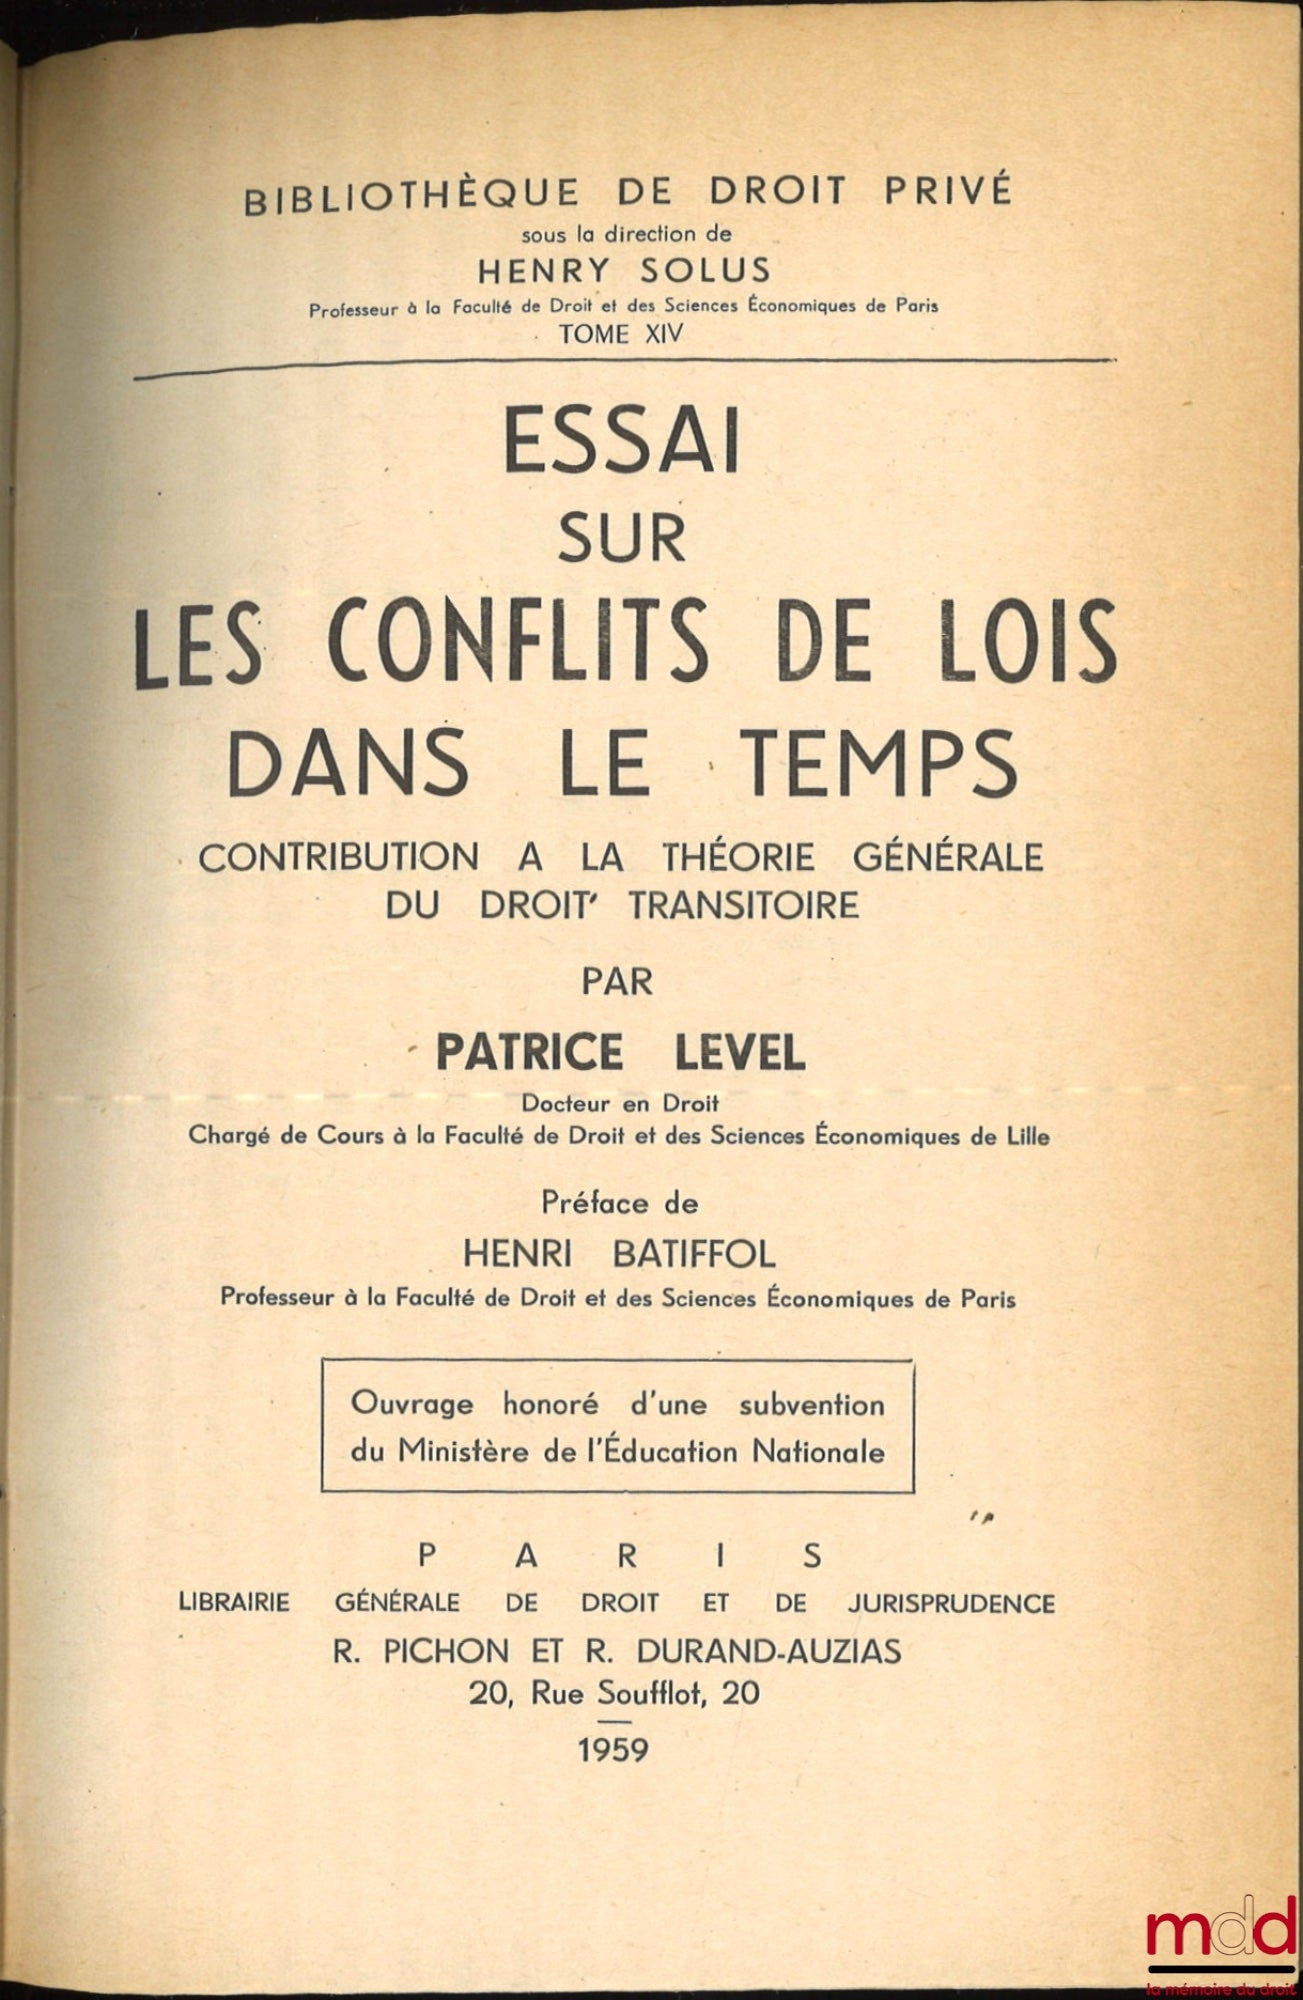 BIBLIOTHÈQUE DE DROIT PRIVÉ
sous la direction de
HENRY SOLUS
Professeur à la Faculté de Droit et des Sciences Économiques de Paris
TOME XIV
ESSAI
SUR
LES CONFLITS DE LOIS
DANS LE TEMPS
CONTRIBUTION A LA THÉORIE GÉNÉRALE
DU DROIT TRANSITOIRE
PAR
PATRICE LEVEL
Docteur en Droit
Chargé de Cours à la Faculté de Droit et des Sciences Économiques de Lille
Préface de
HENRI BATIFFOL
Professeur à la Faculté de Droit et des Sciences Économiques de Paris
Ouvrage honoré d'une subvention
du Ministère de l'Éducation Nationale
PARIS
LIBRAIRIE GÉNÉRALE DE DROIT ET DE JURISPRUDENCE
R. PICHON ET R. DURAND-AUZIAS
20, Rue Soufflot, 20
1959
mdd
la mémoire du droit